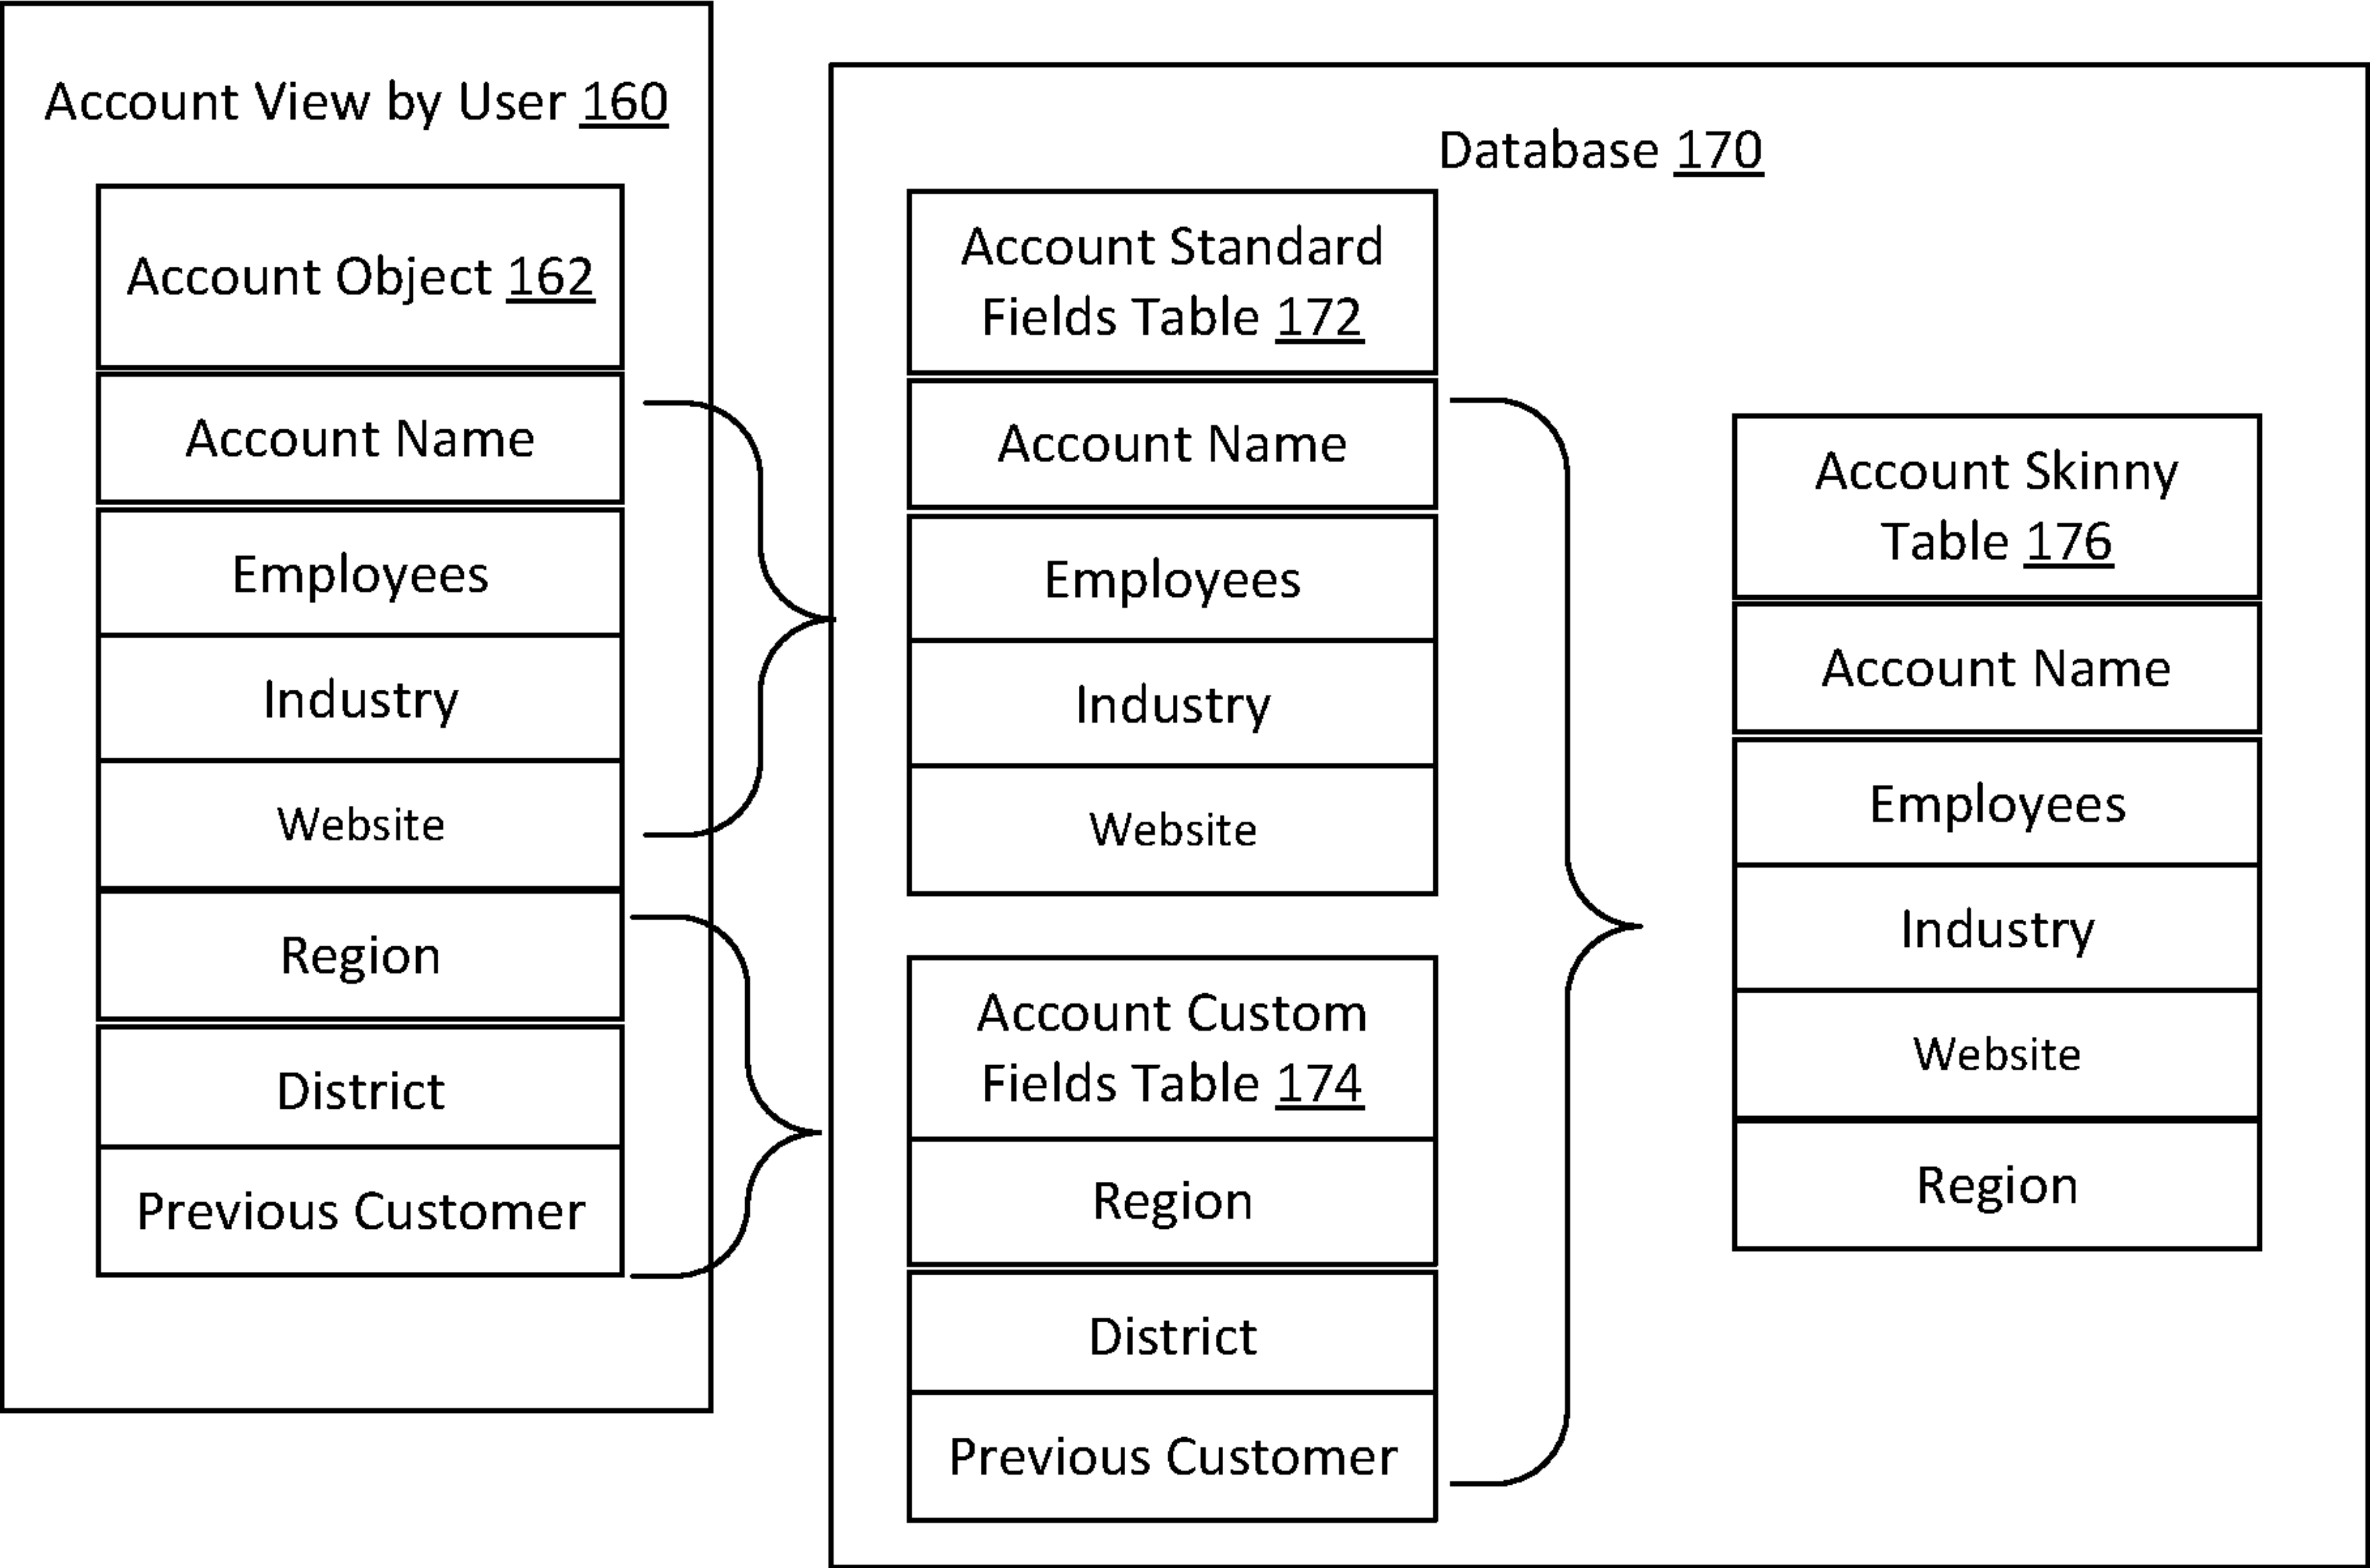 Account View by User 160
Account Object 162
Account Name
Employees
Industry
Website
Region
District
Previous Customer
Database 170
Account Standard
Fields Table 172
Account Name
Employees
Industry
Website
Account Custom
Fields Table 174
Region
District
Previous Customer
Account Skinny
Table 176
Account Name
Employees
Industry
Website
Region